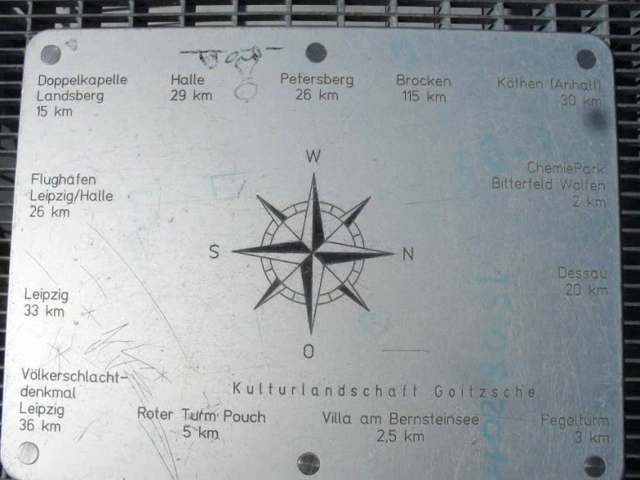 Doppelkapelle
Landsberg
15 km
Halle
29 km
Petersberg
26 km
Brocken
115 km
Köthen (Anhalt)
30 km
Flughafen
Leipzig/Halle
26 km
ChemiePark
Bitterfeld Wolfen
2 km
W
S
N
O
Leipzig
33 km
Dessau
20 km
Völkerschlacht-
denkmal
Leipzig
36 km
Kulturlandschaft Goitzsche
Roter Turm Pouch
5 km
Villa am Bernsteinsee
2,5 km
Pegelturm
3 km